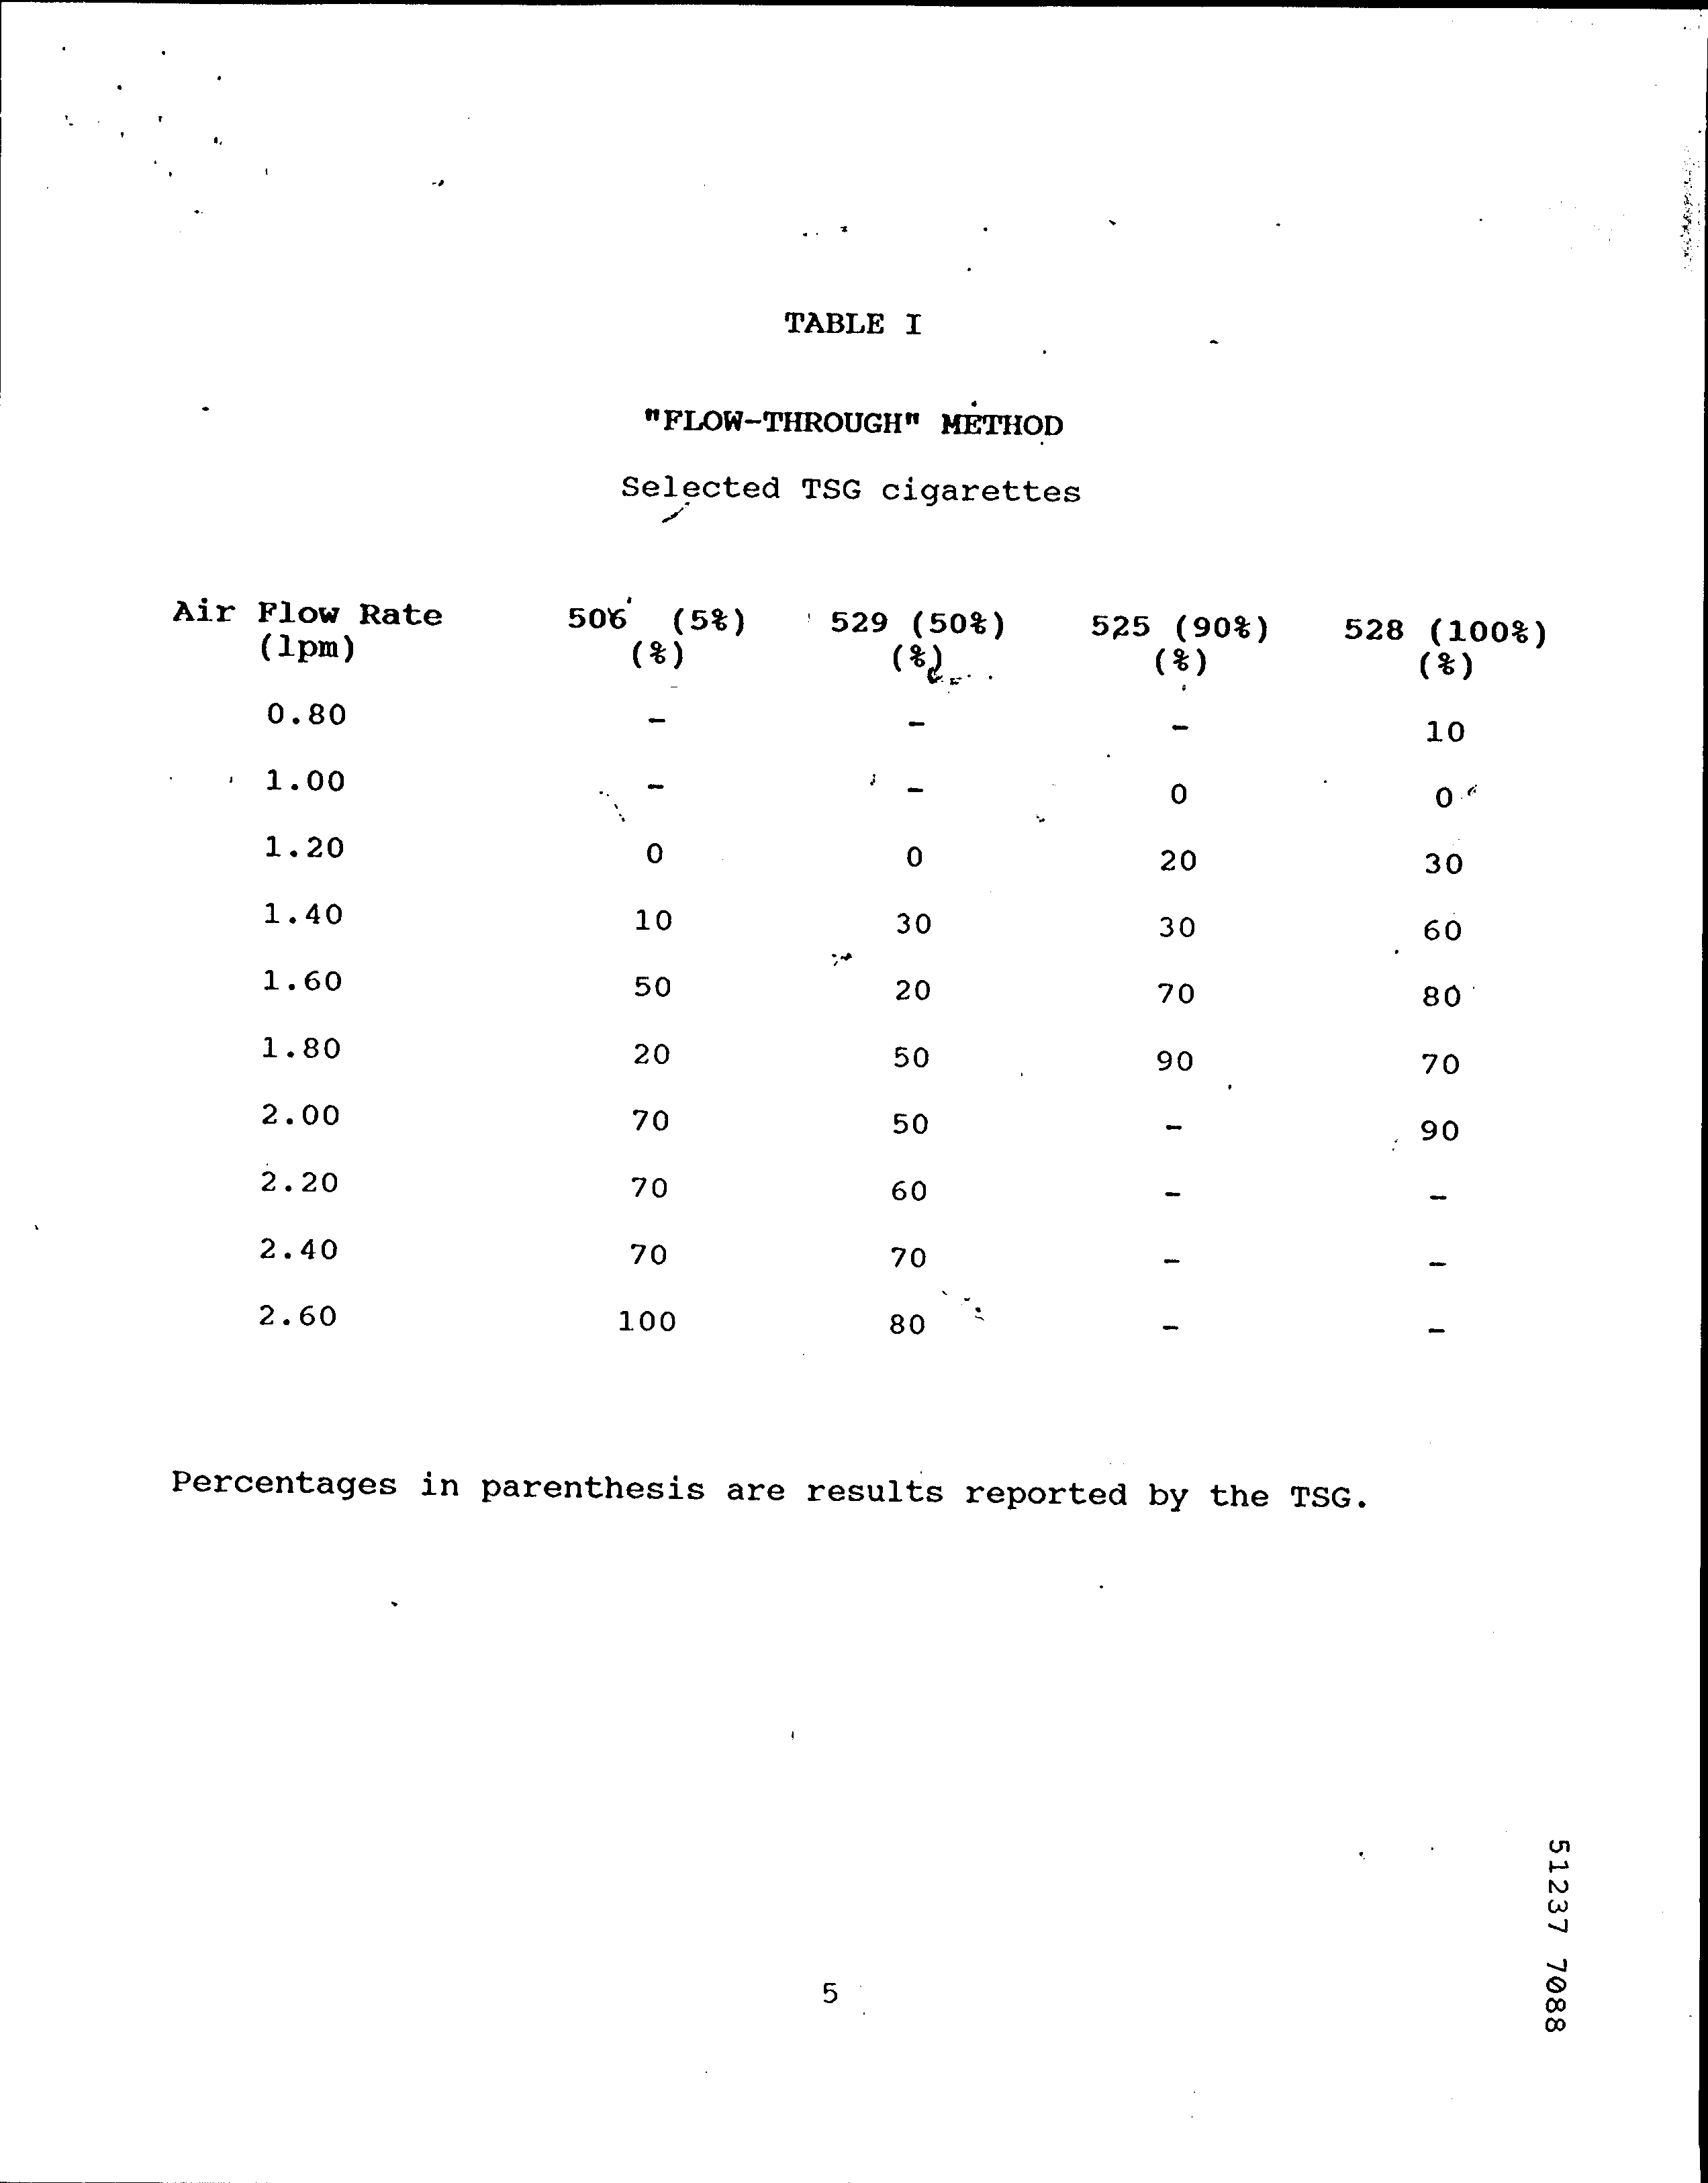 TABLE I
"FLOW-THROUGH" METHOD
Selected TSG cigarettes
Air Flow Rate 506 (5%) 529 (50%) 525 (90%) 528 (100%)
(lpm) (%) (%) (%) (%)
0.80 - - - 10
1.00 - - 0 0
1.20 0 0 20 30
1.40 10 30 30 60
1.60 50 20 70 80
1.80 20 50 90 70
2.00 70 50 - 90
2.20 70 60 - -
2.40 70 70 - -
2.60 100 80 - -
Percentages in parenthesis are results reported by the TSG.
5
51237 7088